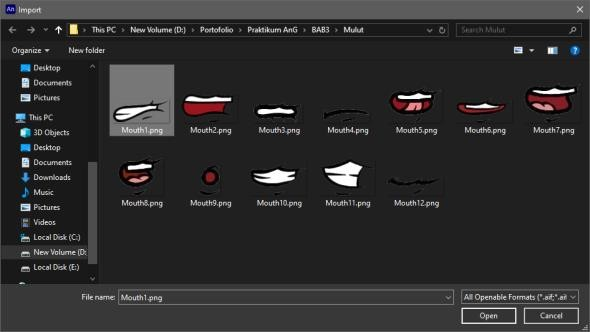 An Import
This PC > New Volume (D:) > Portofolio > Praktikum AnG > BAB3 > Mulut
Search Mulut
Organize
New folder
Desktop
Documents
Pictures
This PC
3D Objects
Desktop
Documents
Downloads
Music
Pictures
Videos
Local Disk (C:)
New Volume (D:
Local Disk (E:)
Mouth1.png
Mouth2.png
Mouth3.png
Mouth4.png
Mouth5.png
Mouth6.png
Mouth7.png
Mouth8.png
Mouth9.png
Mouth10.png
Mouth11.png
Mouth12.png
File name: Mouth1.png
All Openable Formats (*.aif;*.aif
Open
Cancel